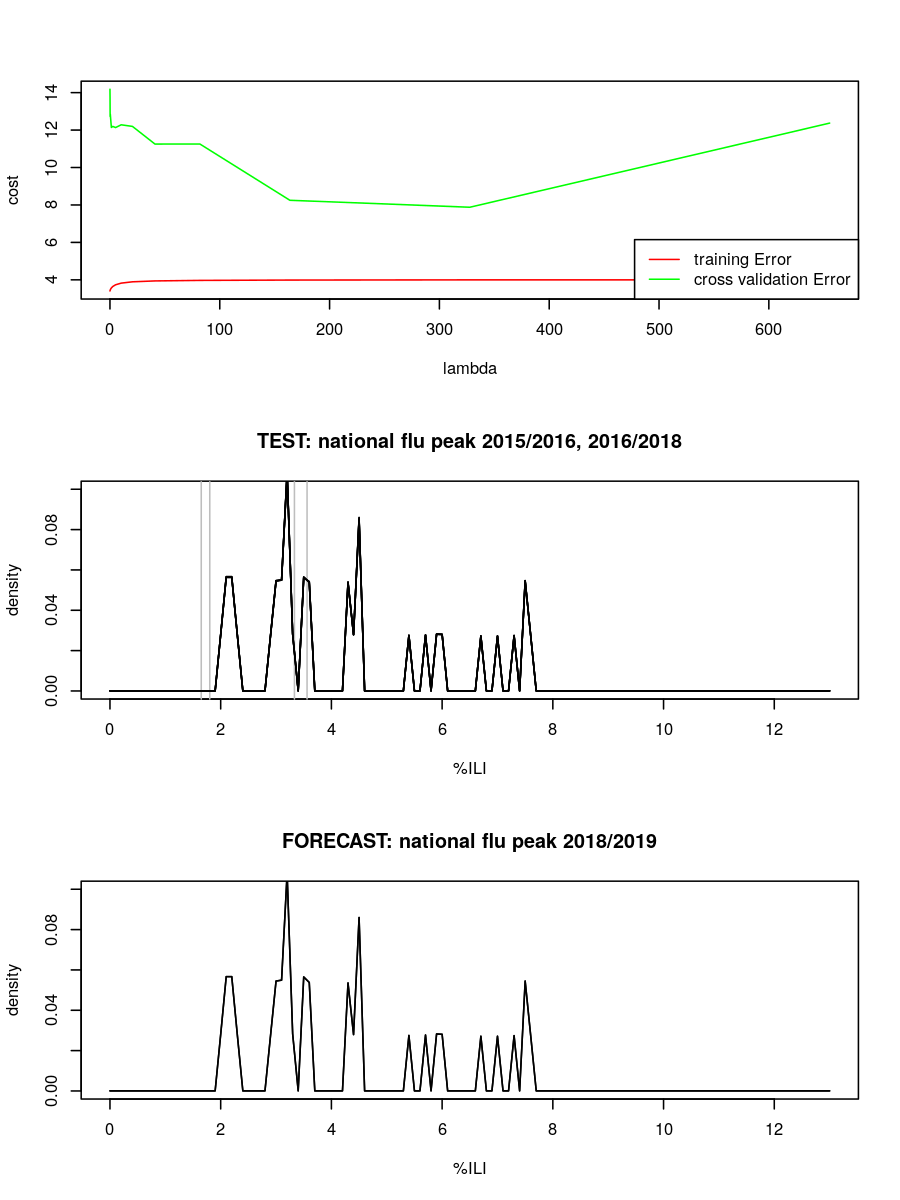 14
12
10
8
6
4
cost
training Error
cross validation Error
0 100 200 300 400 500 600
lambda
TEST: national flu peak 2015/2016, 2016/2018
0.08
0.04
0.00
density
0 2 4 6 8 10 12
%ILI
FORECAST: national flu peak 2018/2019
0.08
0.04
0.00
density
0 2 4 6 8 10 12
%ILI